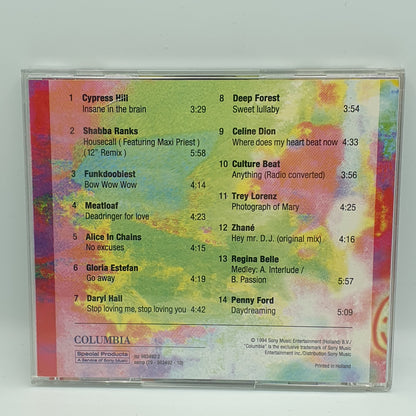 1 Cypress Hill
Insane in the brain 3:29
2 Shabba Ranks
Housecall ( Featuring Maxi Priest )
( 12" Remix ) 5:58
3 Funkdoobiest
Bow Wow Wow 4:14
4 Meatloaf
Deadringer for love 4:23
5 Alice In Chains
No excuses 4:15
6 Gloria Estefan
Go away 4:19
7 Daryl Hall
Stop loving me, stop loving you 4:42
8 Deep Forest
Sweet lullaby 3:54
9 Celine Dion
Where does my heart beat now 4:33
10 Culture Beat
Anything (Radio converted) 3:56
11 Trey Lorenz
Photograph of Mary 4:25
12 Zhané
Hey mr. D.J. (original mix) 4:16
13 Regina Belle
Medley: A. Interlude /
B. Passion 5:07
14 Penny Ford
Daydreaming 5:09
COLUMBIA
Special Products
A Service of Sony Music
© 1994 Sony Music Entertainment (Holland) B.V./
"Columbia" is the exclusive trademark of Sony Music
Entertainment Inc./Distribution Sony Music
Printed in Holland